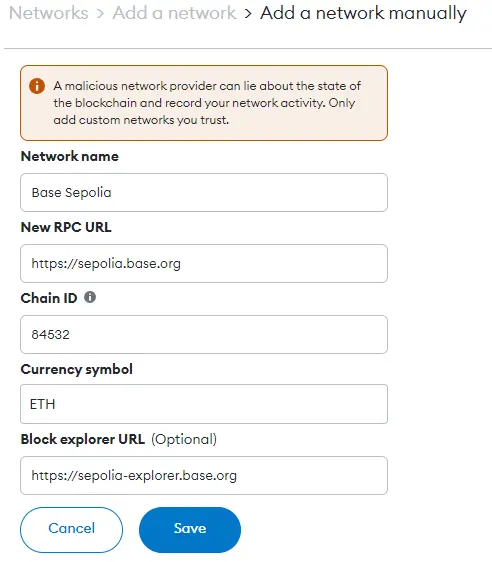 Networks > Add a network > Add a network manually
A malicious network provider can lie about the state of
the blockchain and record your network activity. Only
add custom networks you trust.
Network name
Base Sepolia
New RPC URL
https://sepolia.base.org
Chain ID
84532
Currency symbol
ETH
Block explorer URL (Optional)
https://sepolia-explorer.base.org
Cancel Save